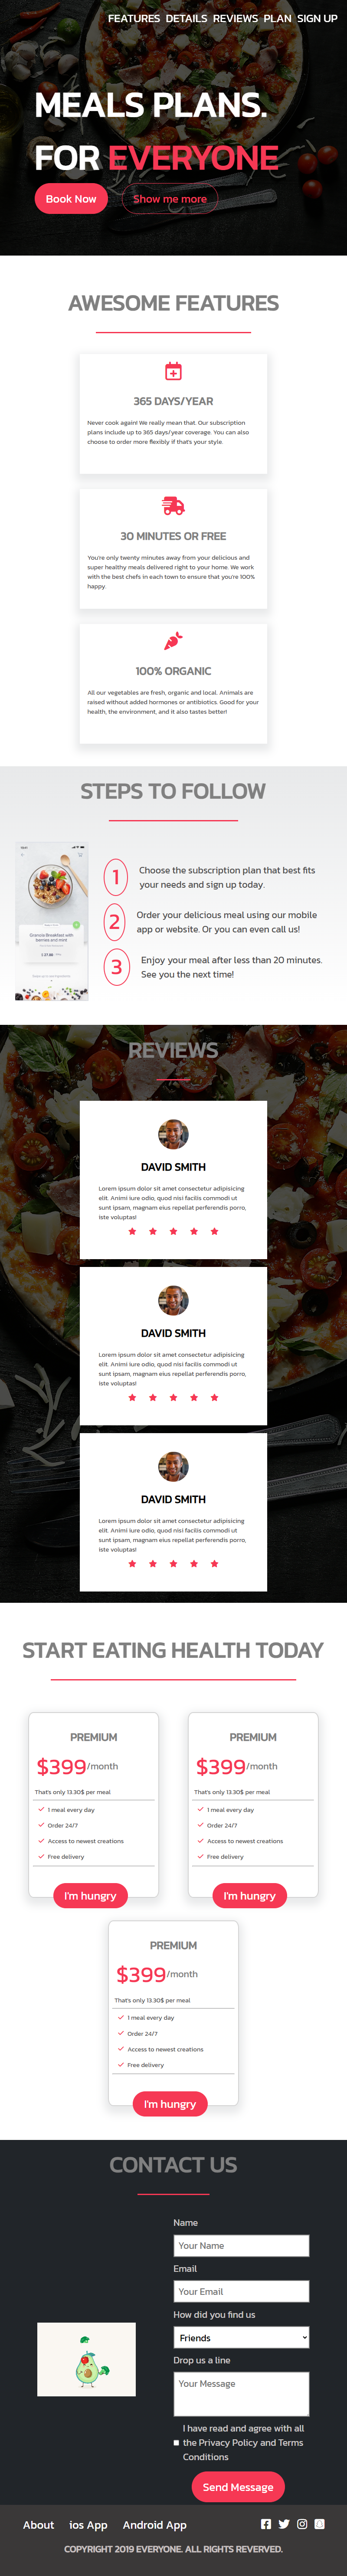 FEATURES DETAILS REVIEWS PLAN SIGN UP
MEALS PLANS.
FOR EVERYONE
Book Now Show me more
AWESOME FEATURES
365 DAYS/YEAR
Never cook again! We really mean that. Our subscription
plans include up to 365 days/year coverage. You can also
choose to order more flexibly if that's your style.
30 MINUTES OR FREE
You're only twenty minutes away from your delicious and
super healthy meals delivered right to your home. We work
with the best chefs in each town to ensure that you're 100%
happy.
100% ORGANIC
All our vegetables are fresh, organic and local. Animals are
raised without added hormones or antibiotics. Good for your
health, the environment, and it also tastes better!
STEPS TO FOLLOW
Granola Breakfast with
berries and mint
1 Choose the subscription plan that best fits
your needs and sign up today.
2 Order your delicious meal using our mobile
app or website. Or you can even call us!
3 Enjoy your meal after less than 20 minutes.
See you the next time!
REVIEWS
DAVID SMITH
Lorem ipsum dolor sit amet consectetur adipisicing
elit. Animi iure odio, quod nisi facilis commodi ut
sunt ipsam, magnam eius repellat perferendis porro,
iste voluptas!
DAVID SMITH
Lorem ipsum dolor sit amet consectetur adipisicing
elit. Animi iure odio, quod nisi facilis commodi ut
sunt ipsam, magnam eius repellat perferendis porro,
iste voluptas!
DAVID SMITH
Lorem ipsum dolor sit amet consectetur adipisicing
elit. Animi iure odio, quod nisi facilis commodi ut
sunt ipsam, magnam eius repellat perferendis porro,
iste voluptas!
START EATING HEALTH TODAY
PREMIUM
$399/month
That's only 13.30$ per meal
1 meal every day
Order 24/7
Access to newest creations
Free delivery
I'm hungry
PREMIUM
$399/month
That's only 13.30$ per meal
1 meal every day
Order 24/7
Access to newest creations
Free delivery
I'm hungry
PREMIUM
$399/month
That's only 13.30$ per meal
1 meal every day
Order 24/7
Access to newest creations
Free delivery
I'm hungry
CONTACT US
Name
Your Name
Email
Your Email
How did you find us
Friends
Drop us a line
Your Message
I have read and agree with all
the Privacy Policy and Terms
Conditions
Send Message
About ios App Android App
COPYRIGHT 2019 EVERYONE. ALL RIGHTS REVERVED.